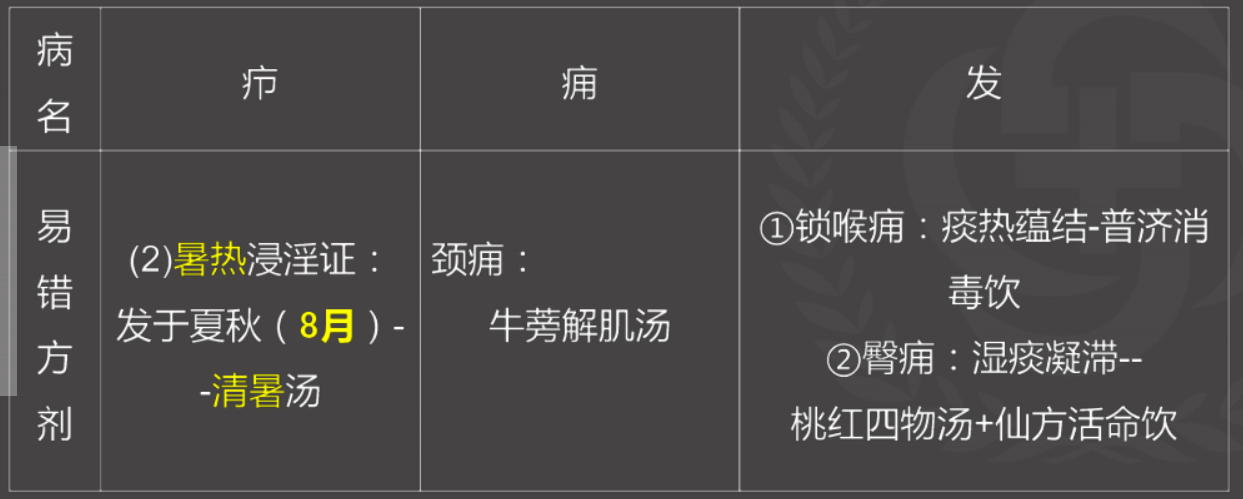 病名
疖
痈
发
易错方剂
(2)暑热浸淫证：
发于夏秋（8月）-
-清暑汤
颈痈：
牛蒡解肌汤
①锁喉痈：痰热蕴结-普济消
毒饮
②臀痈：湿痰凝滞--
桃红四物汤+仙方活命饮